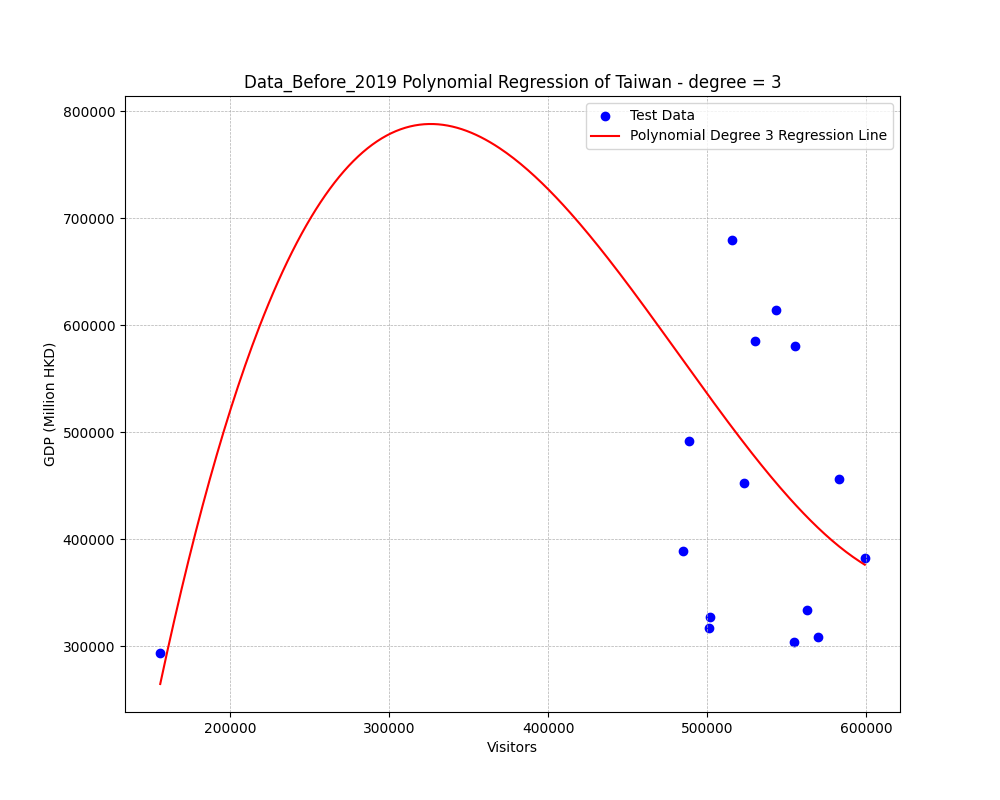 Data_Before_2019 Polynomial Regression of Taiwan - degree = 3
Test Data
Polynomial Degree 3 Regression Line
GDP (Million HKD)
800000
700000
600000
500000
400000
300000
200000 300000 400000 500000 600000
Visitors